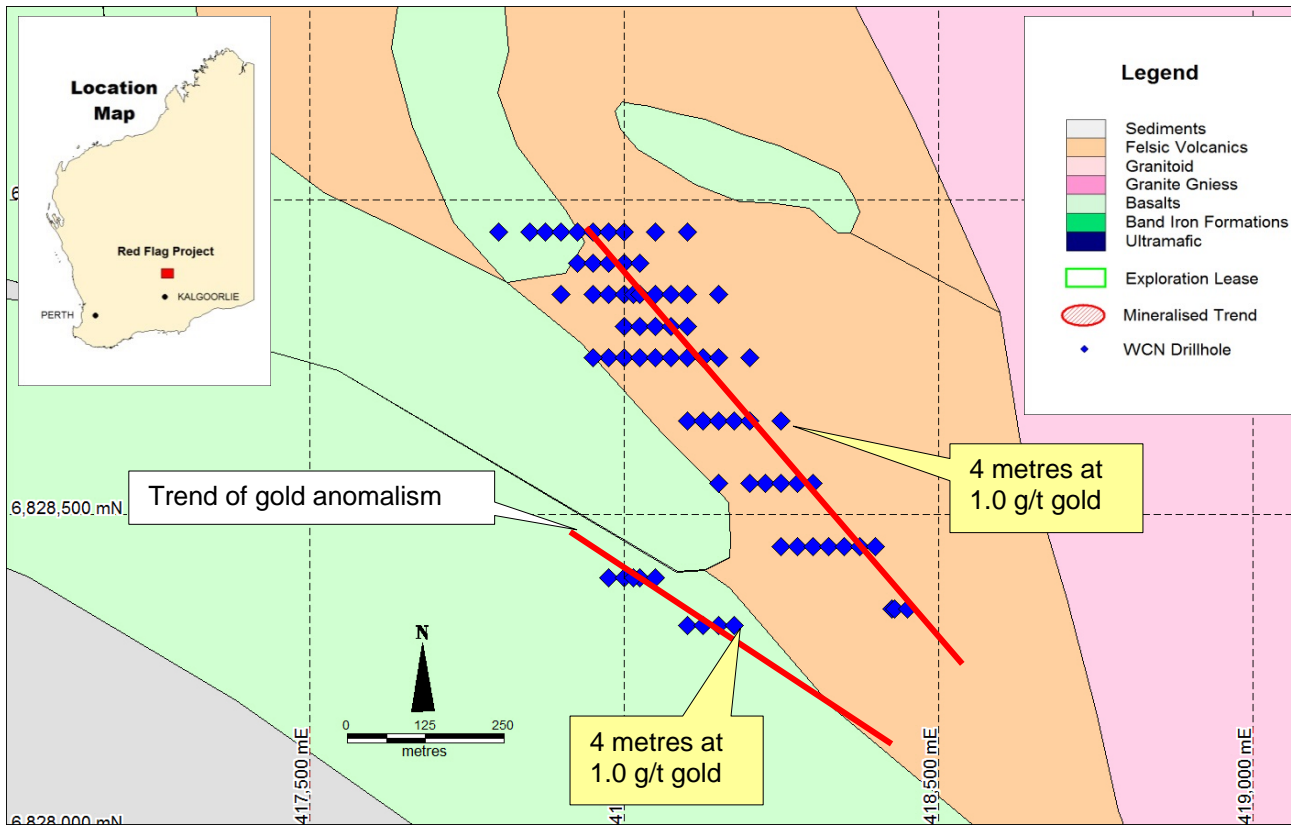 Location
Map
Red Flag Project
KALGOORLIE
PERTH
Legend
Sediments
Felsic Volcanics
Granitoid
Granite Gniess
Basalts
Band Iron Formations
Ultramafic
Exploration Lease
Mineralised Trend
WCN Drillhole
4 metres at
1.0 g/t gold
Trend of gold anomalism
6,828,500 mN
N
0 125 250
metres
4 metres at
1.0 g/t gold
417,500 mE
418,500 mE
419,000 mE
6,828,000 mN